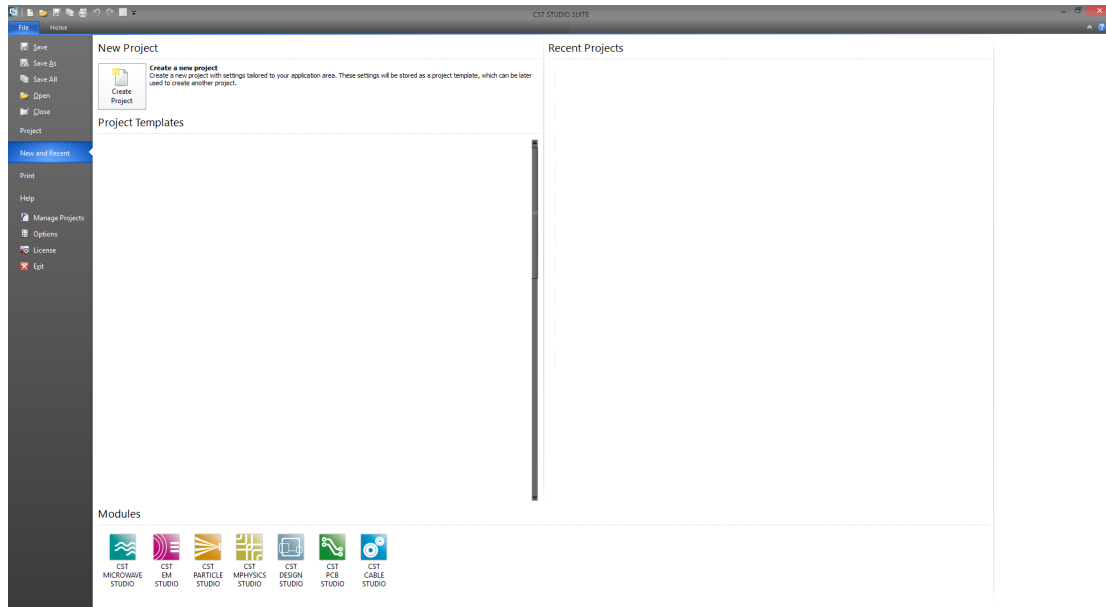 CST STUDIO SUITE
File Home
Save
Save As
Save All
Open
Close
Project
New and Recent
Print
Help
Manage Projects
Options
License
Exit
New Project
Create Project
Create a new project
Create a new project with settings tailored to your application area. These settings will be stored as a project template, which can be later
used to create another project.
Project Templates
Recent Projects
Modules
CST MICROWAVE STUDIO
CST EM STUDIO
CST PARTICLE STUDIO
CST MPHYSICS STUDIO
CST DESIGN STUDIO
CST PCB STUDIO
CST CABLE STUDIO